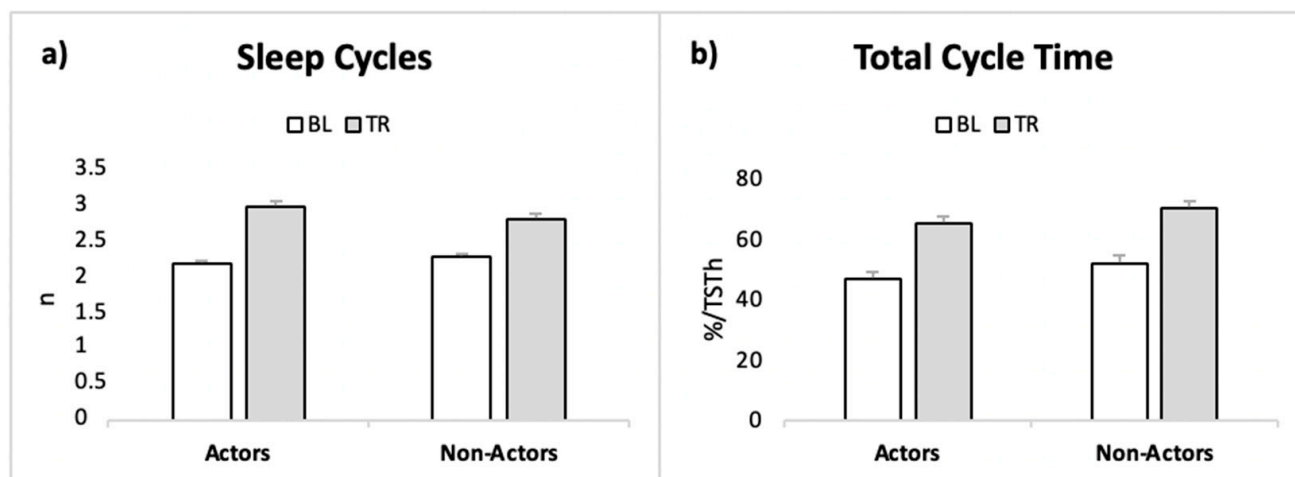 a) Sleep Cycles
BL TR
3.5
3
2.5
2
1.5
1
0.5
0
n
Actors Non-Actors
b) Total Cycle Time
BL TR
80
60
40
20
0
%/TSTh
Actors Non-Actors